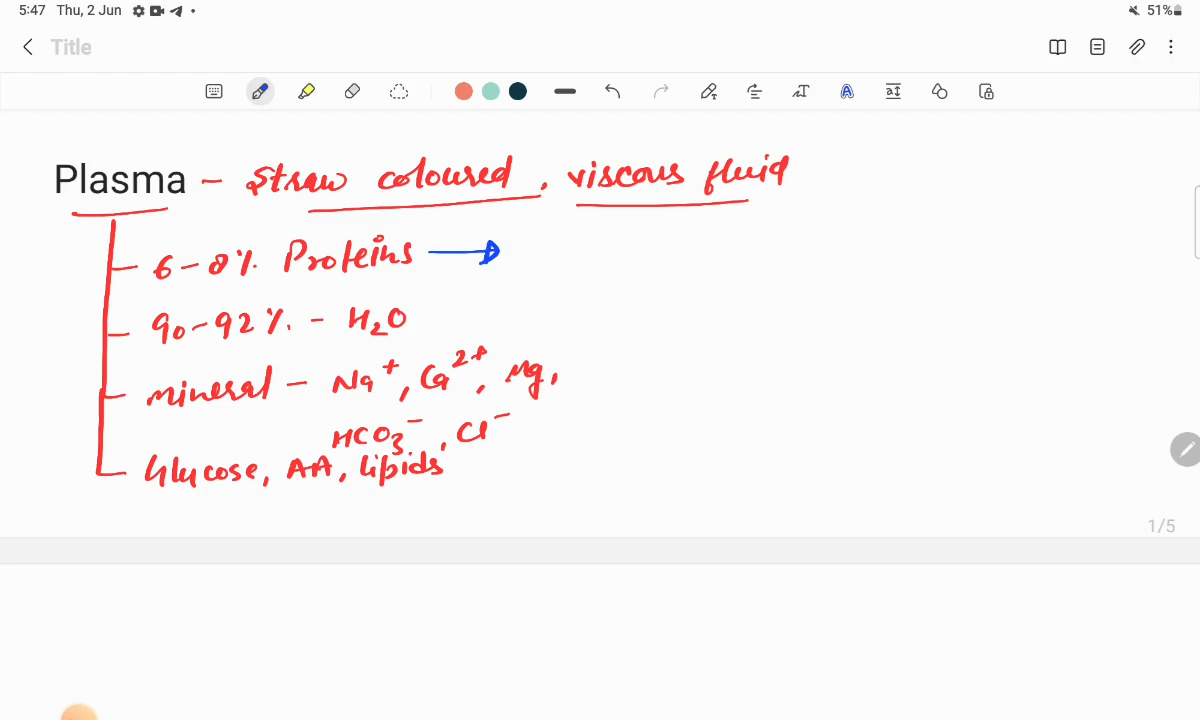 5:47 Thu, 2 Jun 51%
Title
Plasma - straw coloured, viscous fluid
6-8% Proteins →
90-92% - H₂O
mineral - Na⁺, Ca²⁺, Mg,
HCO₃⁻, Cl⁻
Glucose, AA, lipids
1/5